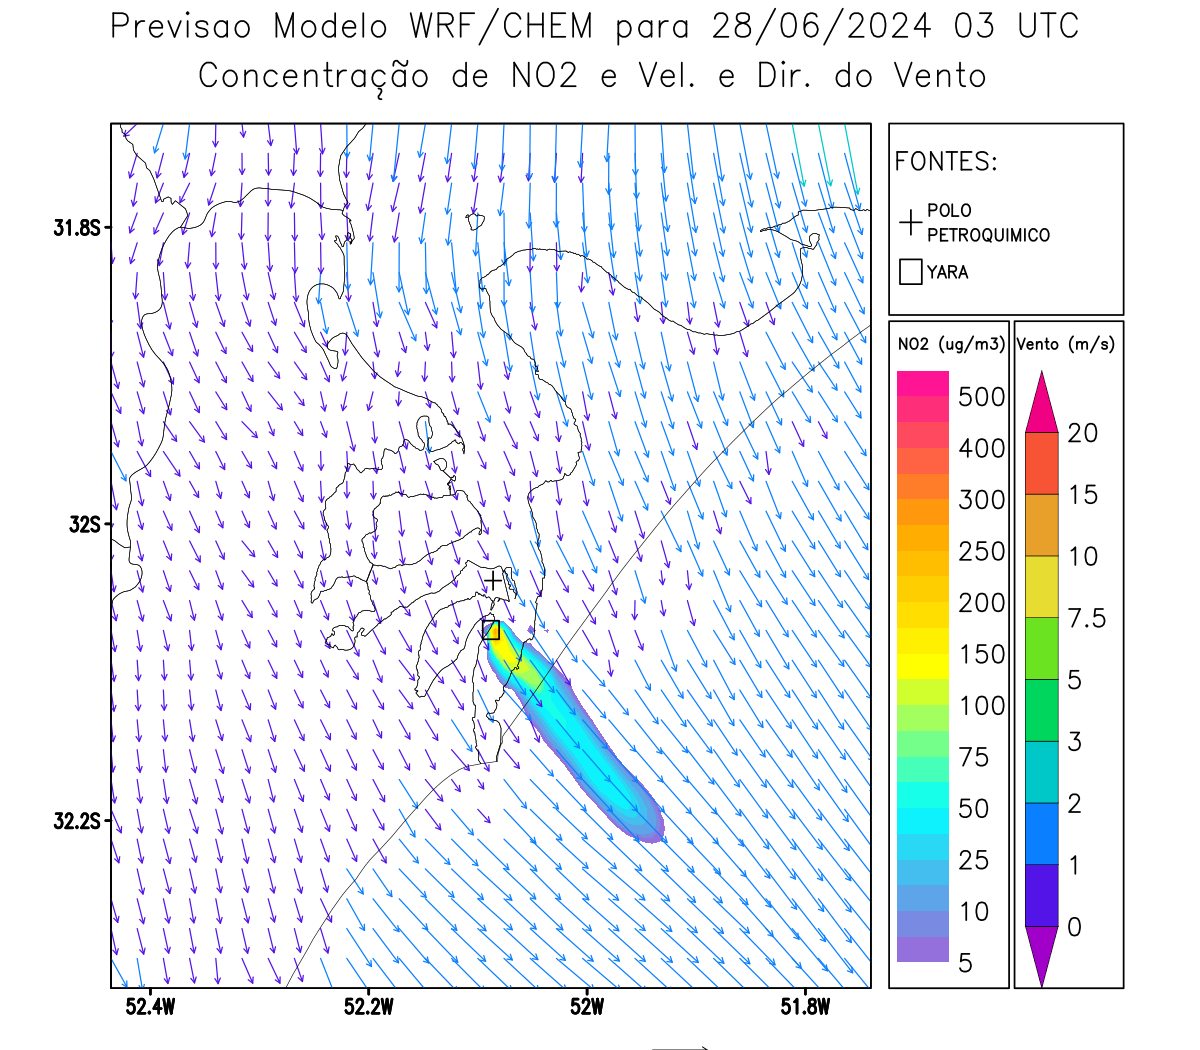 Previsao Modelo WRF/CHEM para 28/06/2024 03 UTC
Concentração de NO2 e Vel. e Dir. do Vento
FONTES:
POLO
PETROQUIMICO
YARA
31.8S
32S
32.2S
52.4W
52.2W
52W
51.8W
NO2 (ug/m3)
500
400
300
250
200
150
100
75
50
25
10
5
Vento (m/s)
20
15
10
7.5
5
3
2
1
0